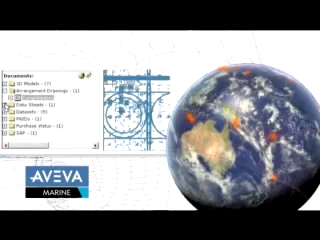 Documents:
3D Models - (7)
Arrangement Drawings - (1)
Data Sheets - (1)
Datasets - (5)
P&IDs - (1)
Purchase status - (1)
SAP - (1)
AVEVA
MARINE